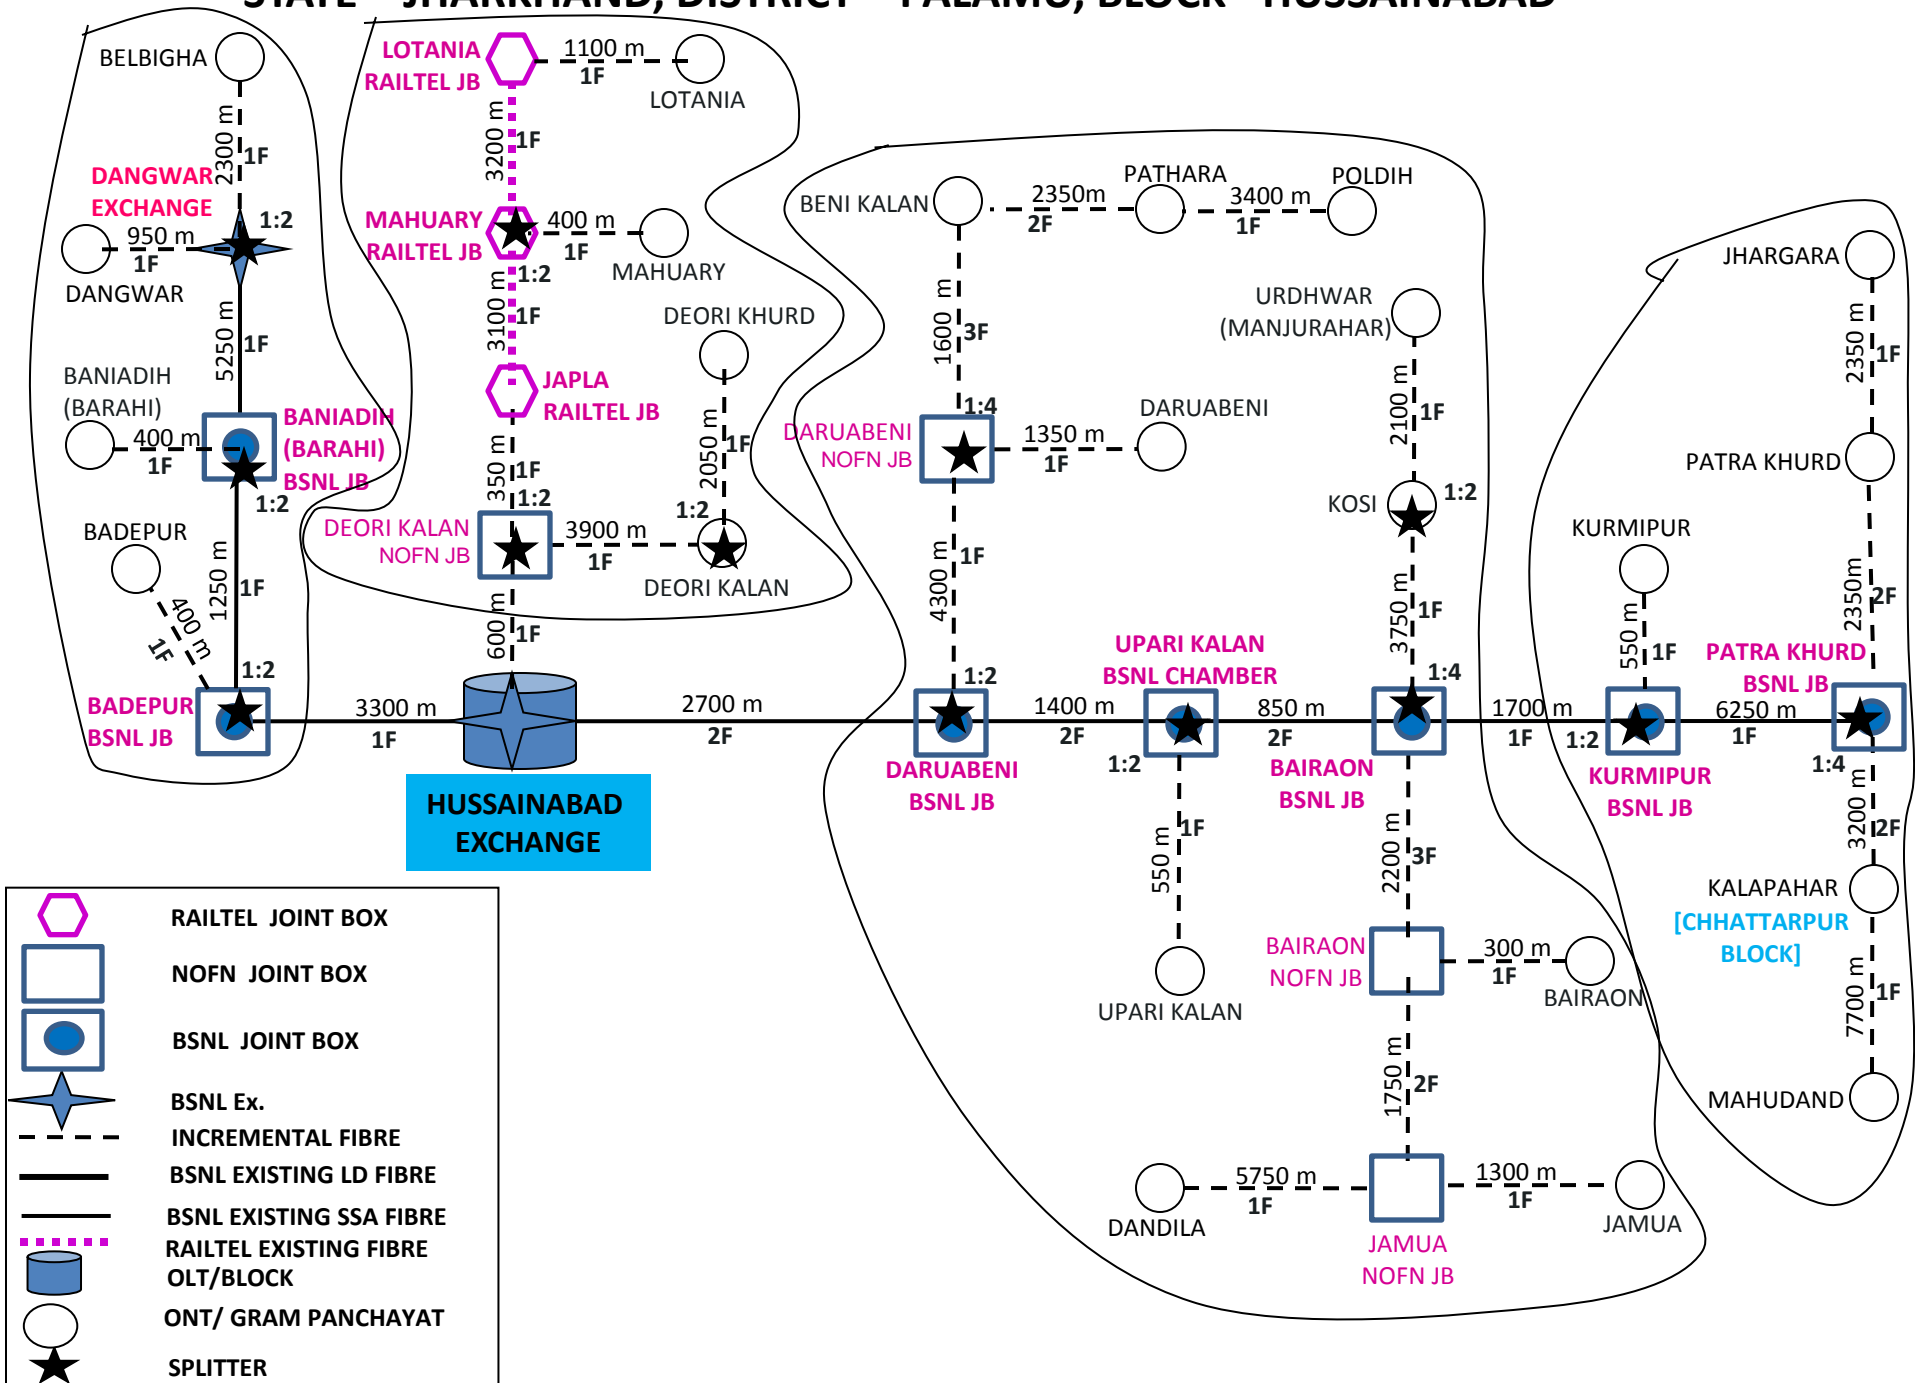 STATE – JHARKHAND, DISTRICT – PALAMU, BLOCK - HUSSAINABAD
BELBIGHA
2300 m
1F
DANGWAR
EXCHANGE
1:2
950 m
1F
DANGWAR
5250 m
1F
BANIADIH
(BARAHI)
400 m
1F
BANIADIH
(BARAHI)
BSNL JB
1:2
BADEPUR
400 m
1F
1250 m
1F
1:2
BADEPUR
BSNL JB
3300 m
1F
LOTANIA
RAILTEL JB
1100 m
1F
LOTANIA
3200 m
1F
MAHUARY
RAILTEL JB
400 m
1F
1:2
MAHUARY
3100 m
1F
JAPLA
RAILTEL JB
DEORI KHURD
2050 m
1F
350 m
1F
1:2
DEORI KALAN
NOFN JB
3900 m
1F
1:2
DEORI KALAN
600 m
1F
HUSSAINABAD
EXCHANGE
2700 m
2F
BENI KALAN
2350m
2F
PATHARA
3400 m
1F
POLDIH
1600 m
3F
1:4
DARUABENI
NOFN JB
1350 m
1F
DARUABENI
4300 m
1F
1:2
DARUABENI
BSNL JB
1400 m
2F
UPARI KALAN
BSNL CHAMBER
1:2
550 m
1F
UPARI KALAN
850 m
2F
URDHWAR
(MANJURAHAR)
2100 m
1F
KOSI
1:2
3750 m
1F
1:4
BAIRAON
BSNL JB
2200 m
3F
BAIRAON
NOFN JB
300 m
1F
BAIRAON
1750 m
2F
DANDILA
5750 m
1F
1300 m
1F
JAMUA
JAMUA
NOFN JB
1700 m
1F
KURMIPUR
550 m
1F
1:2
KURMIPUR
BSNL JB
6250 m
1F
JHARGARA
2350 m
1F
PATRA KHURD
2350m
2F
PATRA KHURD
BSNL JB
1:4
3200 m
2F
KALAPAHAR
[CHHATTARPUR
BLOCK]
7700 m
1F
MAHUDAND
RAILTEL JOINT BOX
NOFN JOINT BOX
BSNL JOINT BOX
BSNL Ex.
INCREMENTAL FIBRE
BSNL EXISTING LD FIBRE
BSNL EXISTING SSA FIBRE
RAILTEL EXISTING FIBRE
OLT/BLOCK
ONT/ GRAM PANCHAYAT
SPLITTER